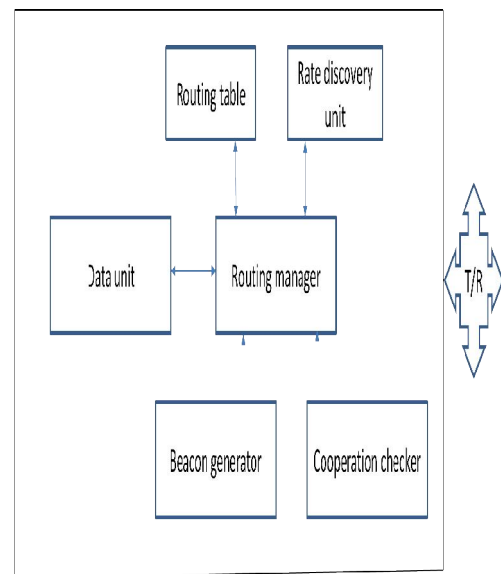 Routing table
Rate discovery
unit
Data unit
Routing manager
T/R
Beacon generator
Cooperation checker